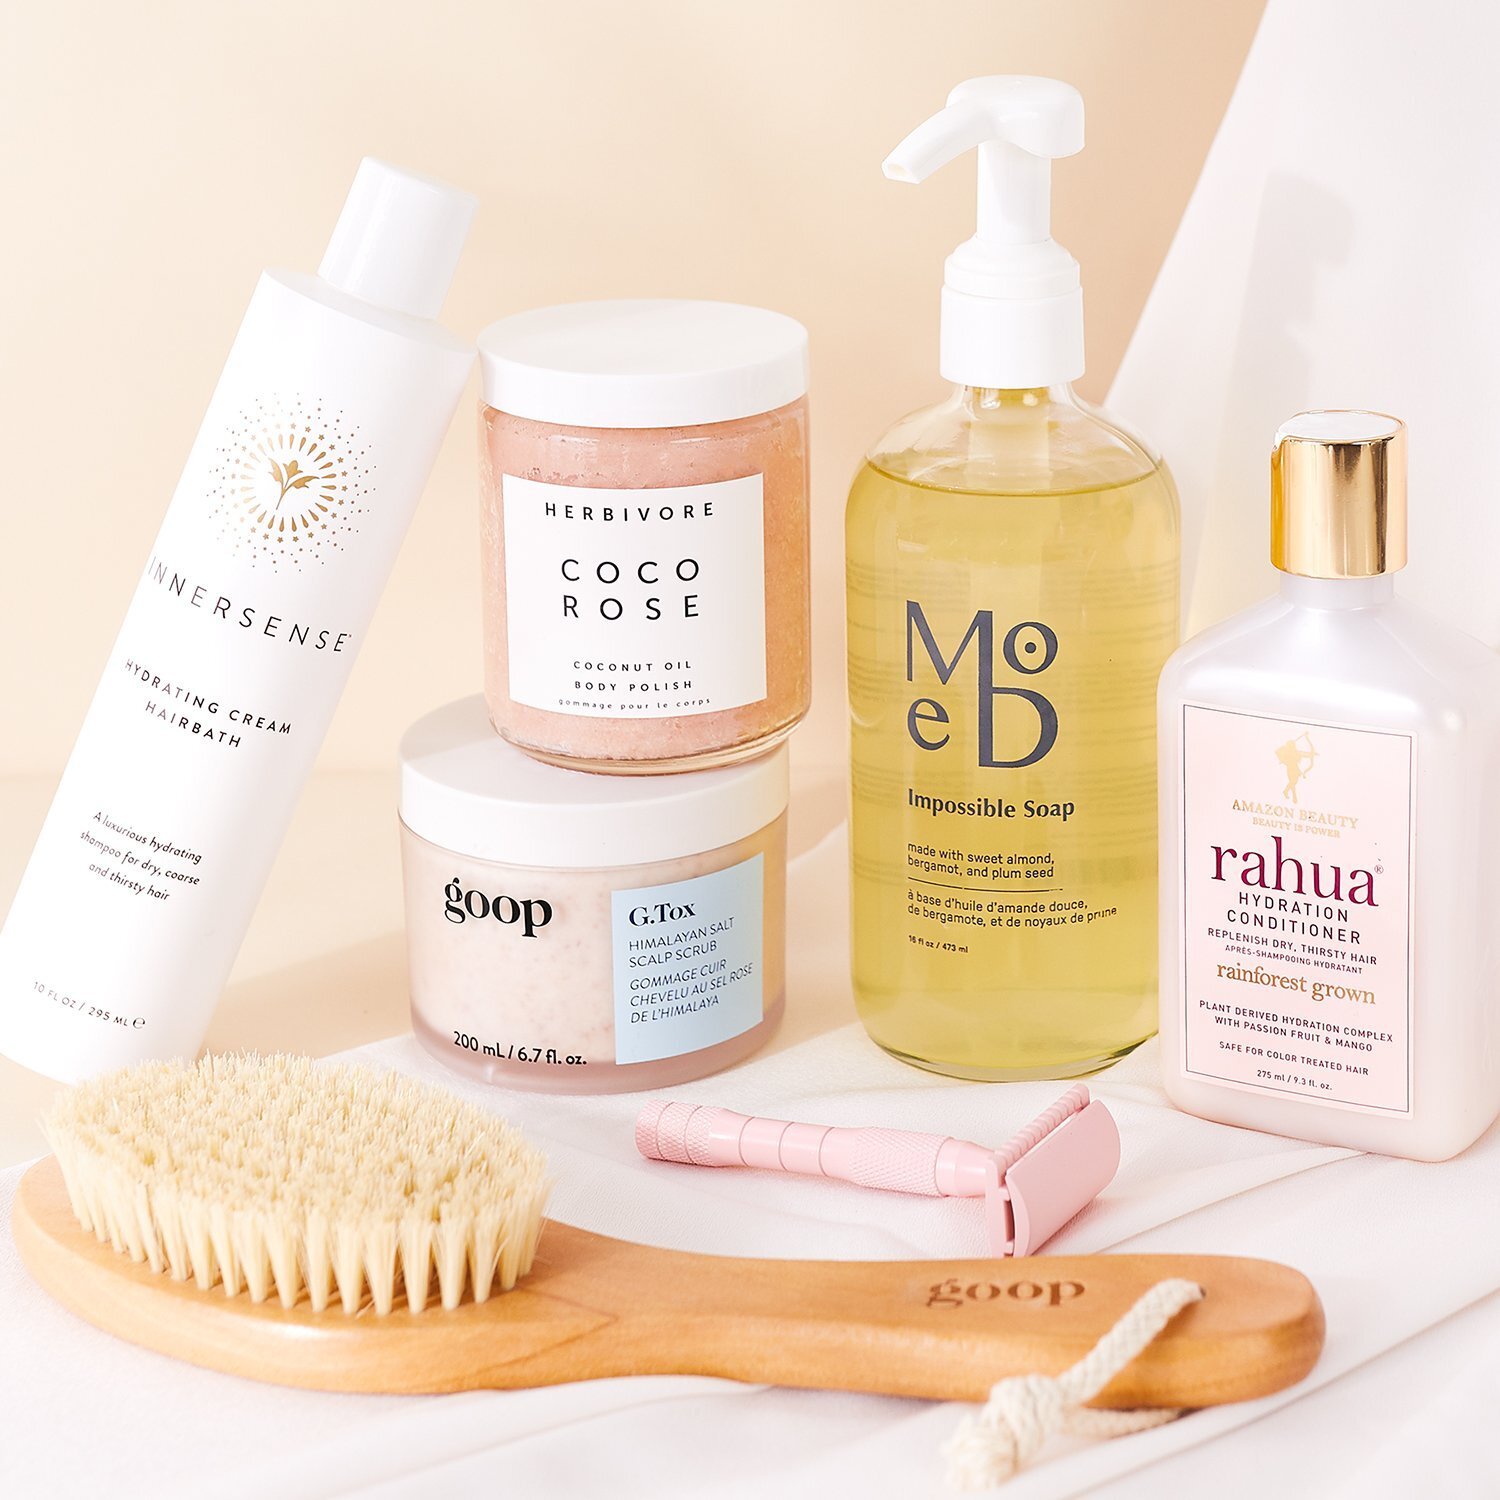 INNERSENSE
HYDRATING CREAM
HAIRBATH
A luxurious hydrating
shampoo for dry, coarse
and thirsty hair
10 FL OZ / 295 ML ℮
HERBIVORE
COCO
ROSE
COCONUT OIL
BODY POLISH
gommage pour le corps
goop
G.TOX
HIMALAYAN SALT
SCALP SCRUB
GOMMAGE CUIR
CHEVELU AU SEL ROSE
DE L'HIMALAYA
200 mL / 6.7 fl. oz.
Moeb
Impossible Soap
made with sweet almond,
bergamot, and plum seed
à base d'huile d'amande douce,
de bergamote, et de noyaux de prune
16 fl oz / 473 ml
AMAZON BEAUTY
BEAUTY IS POWER
rahua®
HYDRATION
CONDITIONER
REPLENISH DRY, THIRSTY HAIR
APRÈS-SHAMPOOING HYDRATANT
rainforest grown
PLANT DERIVED HYDRATION COMPLEX
WITH PASSION FRUIT & MANGO
SAFE FOR COLOR TREATED HAIR
275 ml / 9.3 fl. oz.
goop